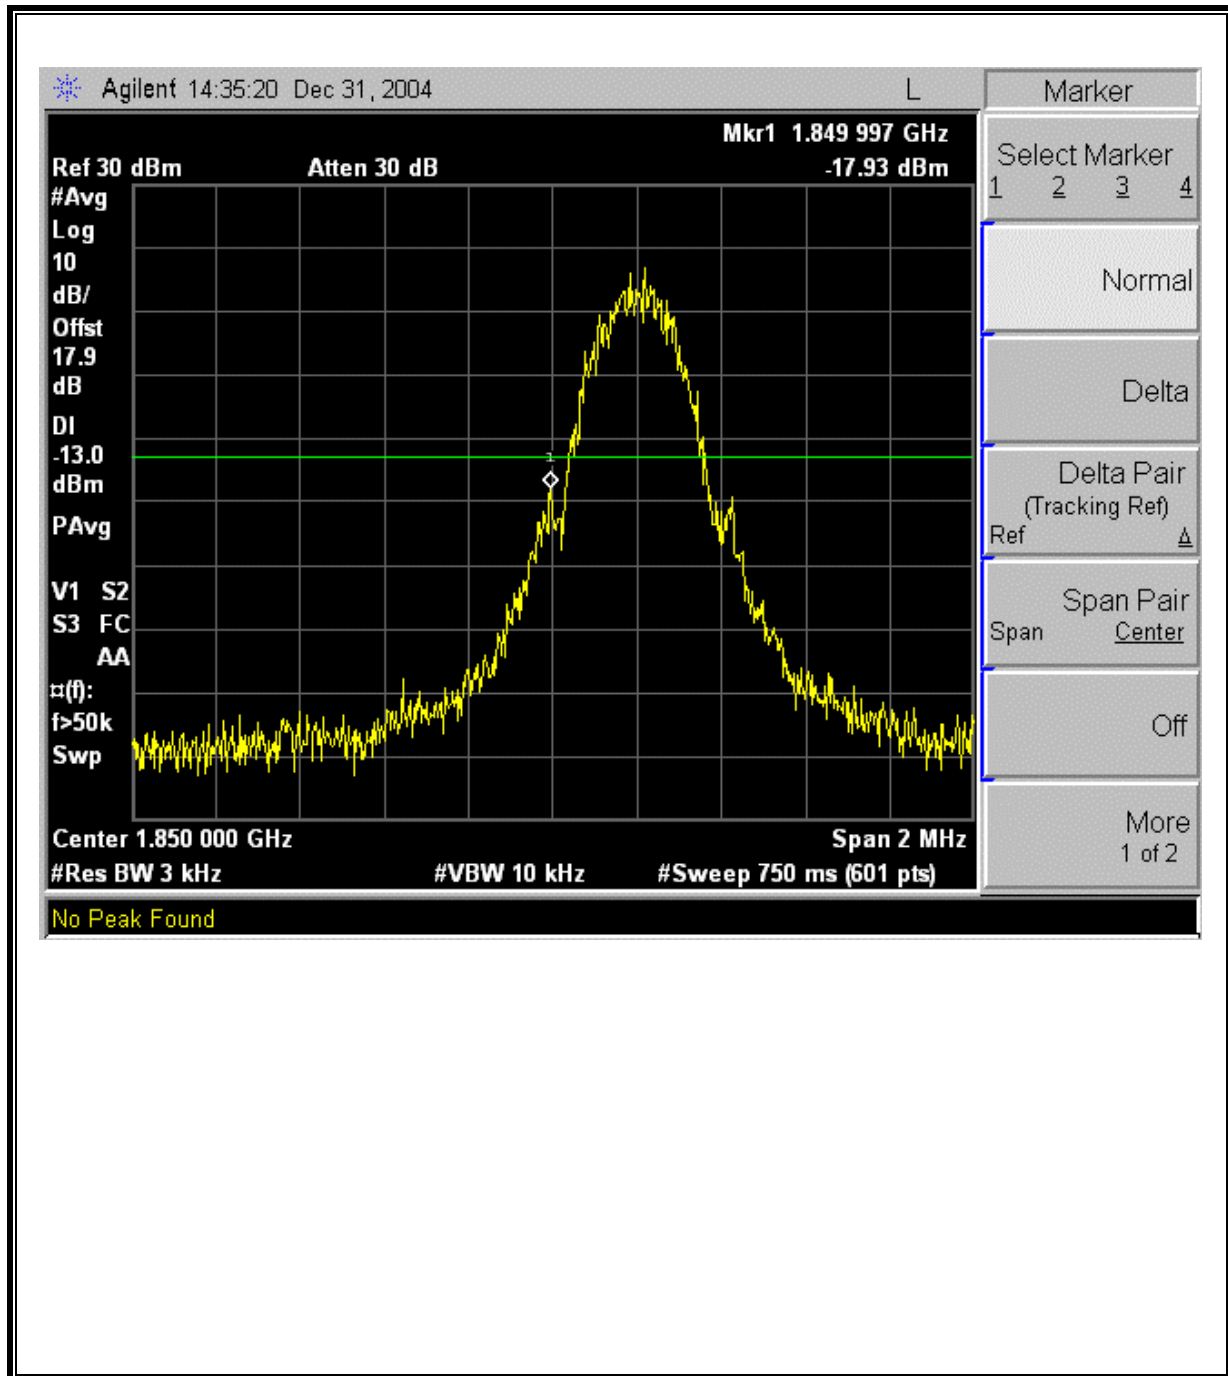 Agilent 14:35:20 Dec 31, 2004 L
Mkr1 1.849 997 GHz
Ref 30 dBm Atten 30 dB -17.93 dBm
#Avg
Log
10
dB/
Offst
17.9
dB
DI
-13.0
dBm
PAvg
V1 S2
S3 FC
AA
¤(f):
f>50k
Swp
1
Center 1.850 000 GHz Span 2 MHz
#Res BW 3 kHz #VBW 10 kHz #Sweep 750 ms (601 pts)
No Peak Found
Marker
Select Marker
1 2 3 4
Normal
Delta
Delta Pair
(Tracking Ref)
Ref Δ
Span Pair
Span Center
Off
More
1 of 2